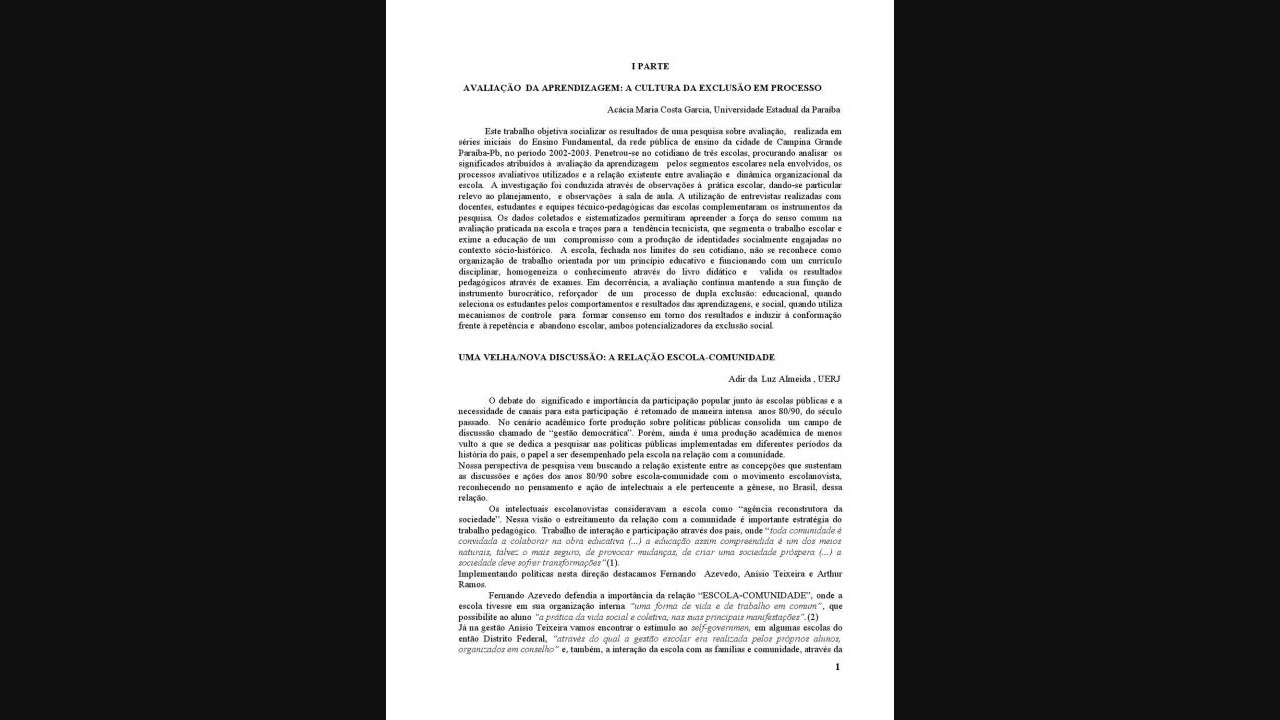 I PARTE
AVALIAÇÃO DA APRENDIZAGEM: A CULTURA DA EXCLUSÃO EM PROCESSO
Acácia Maria Costa Garcia, Universidade Estadual da Paraíba
Este trabalho objetiva socializar os resultados de uma pesquisa sobre avaliação, realizada em
séries iniciais do Ensino Fundamental, da rede pública de ensino da cidade de Campina Grande
Paraíba-Pb, no período 2002-2003. Penetrou-se no cotidiano de três escolas, procurando analisar os
significados atribuídos à avaliação da aprendizagem pelos segmentos escolares nela envolvidos, os
processos avaliativos utilizados e a relação existente entre avaliação e dinâmica organizacional da
escola. A investigação foi conduzida através de observações à prática escolar, dando-se particular
relevo ao planejamento, e observações à sala de aula. A utilização de entrevistas realizadas com
docentes, estudantes e equipes técnico-pedagógicas das escolas complementaram os instrumentos da
pesquisa. Os dados coletados e sistematizados permitiram apreender a força do senso comum na
avaliação praticada na escola e traços para a tendência tecnicista, que segmenta o trabalho escolar e
exime a educação de um compromisso com a produção de identidades socialmente engajadas no
contexto sócio-histórico. A escola, fechada nos limites do seu cotidiano, não se reconhece como
organização de trabalho orientada por um princípio educativo e funcionando com um currículo
disciplinar, homogeneiza o conhecimento através do livro didático e valida os resultados
pedagógicos através de exames. Em decorrência, a avaliação continua mantendo a sua função de
instrumento burocrático, reforçador de um processo de dupla exclusão: educacional, quando
seleciona os estudantes pelos comportamentos e resultados das aprendizagens, e social, quando utiliza
mecanismos de controle para formar consenso em torno dos resultados e induzir à conformação
frente à repetência e abandono escolar, ambos potencializadores da exclusão social.
UMA VELHA/NOVA DISCUSSÃO: A RELAÇÃO ESCOLA-COMUNIDADE
Adir da Luz Almeida , UERJ
O debate do significado e importância da participação popular junto às escolas públicas e a
necessidade de canais para esta participação é retomado de maneira intensa anos 80/90, do século
passado. No cenário acadêmico forte produção sobre políticas públicas consolida um campo de
discussão chamado de “gestão democrática”. Porém, ainda é uma produção acadêmica de menos
vulto a que se dedica a pesquisar nas políticas públicas implementadas em diferentes períodos da
história do país, o papel a ser desempenhado pela escola na relação com a comunidade.
Nossa perspectiva de pesquisa vem buscando a relação existente entre as concepções que sustentam
as discussões e ações dos anos 80/90 sobre escola-comunidade com o movimento escolanovista,
reconhecendo no pensamento e ação de intelectuais a ele pertencente a gênese, no Brasil, dessa
relação.
Os intelectuais escolanovistas consideravam a escola como “agência reconstrutora da
sociedade”. Nessa visão o estreitamento da relação com a comunidade é importante estratégia do
trabalho pedagógico. Trabalho de interação e participação através dos pais, onde “toda comunidade é
convidada a colaborar na obra educativa (...) a educação assim compreendida é um dos meios
naturais, talvez o mais seguro, de provocar mudanças, de criar uma sociedade próspera (...) a
sociedade deve sofrer transformações”(1).
Implementando políticas nesta direção destacamos Fernando Azevedo, Anísio Teixeira e Arthur
Ramos.
Fernando Azevedo defendia a importância da relação “ESCOLA-COMUNIDADE”, onde a
escola tivesse em sua organização interna “uma forma de vida e de trabalho em comum”, que
possibilite ao aluno “a prática da vida social e coletiva, nas suas principais manifestações”.(2)
Já na gestão Anísio Teixeira vamos encontrar o estímulo ao self-governmen, em algumas escolas do
então Distrito Federal, “através do qual a gestão escolar era realizada pelos próprios alunos,
organizados em conselho” e, também, a interação da escola com as famílias e comunidade, através da
1